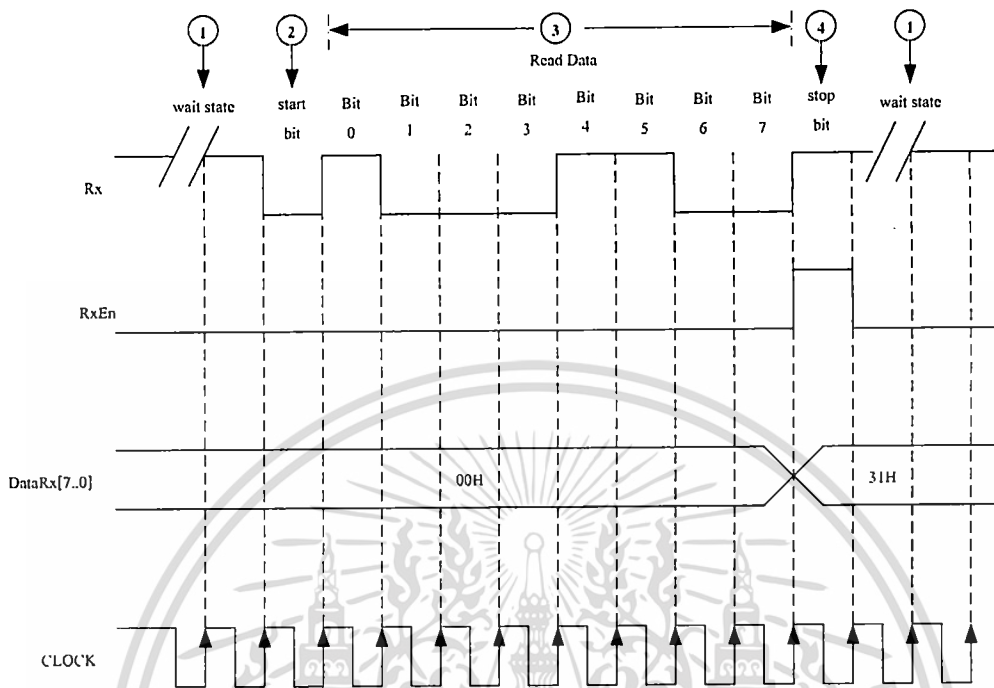 1 2 3 4 1
Read Data
wait state start bit Bit 0 Bit 1 Bit 2 Bit 3 Bit 4 Bit 5 Bit 6 Bit 7 stop bit wait state
Rx
RxEn
DataRx[7..0] 00H 31H
CLOCK